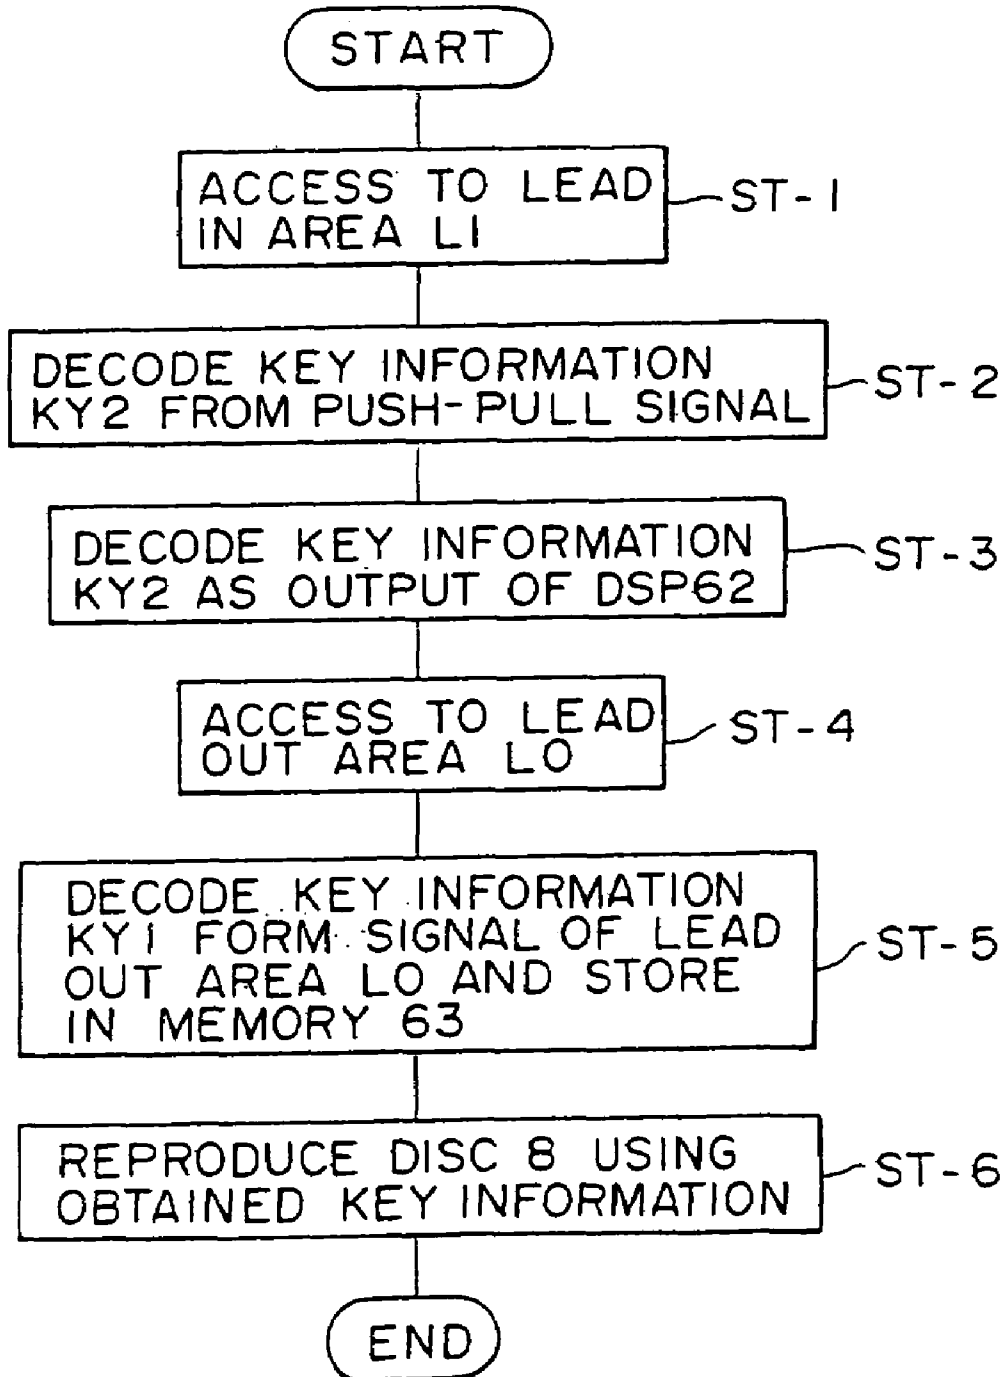 START
ACCESS TO LEAD
IN AREA LI
ST-1
DECODE KEY INFORMATION
KY2 FROM PUSH-PULL SIGNAL
ST-2
DECODE KEY INFORMATION
KY2 AS OUTPUT OF DSP62
ST-3
ACCESS TO LEAD
OUT AREA LO
ST-4
DECODE KEY INFORMATION
KY1 FORM SIGNAL OF LEAD
OUT AREA LO AND STORE
IN MEMORY 63
ST-5
REPRODUCE DISC 8 USING
OBTAINED KEY INFORMATION
ST-6
END